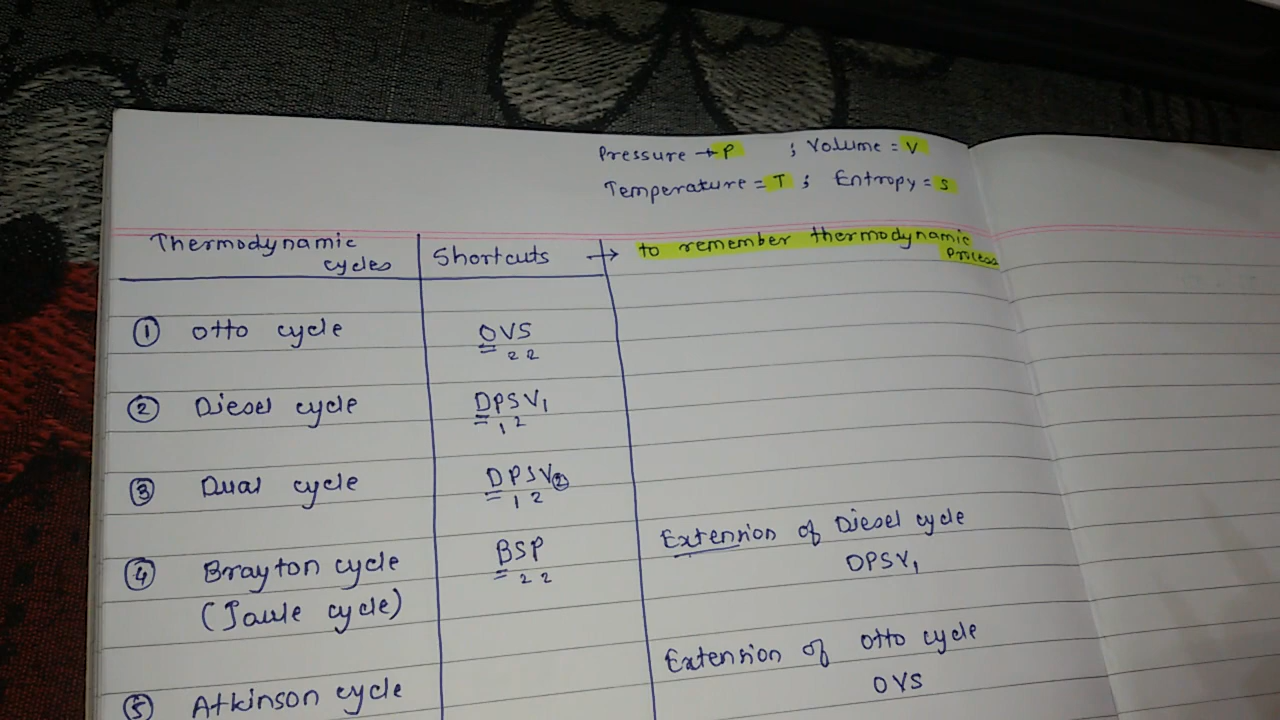 Pressure → P ; Volume = V
Temperature = T ; Entropy = S
Thermodynamic cycles
Shortcuts → to remember thermodynamic process
① Otto cycle
OVS
2 2
② Diesel cycle
DPSV1
1 2
③ Dual cycle
DPSV②
1 2
④ Brayton cycle
(Joule cycle)
BSP
2 2
Extension of Diesel cycle
DPSV1
⑤ Atkinson cycle
Extension of Otto cycle
OVS